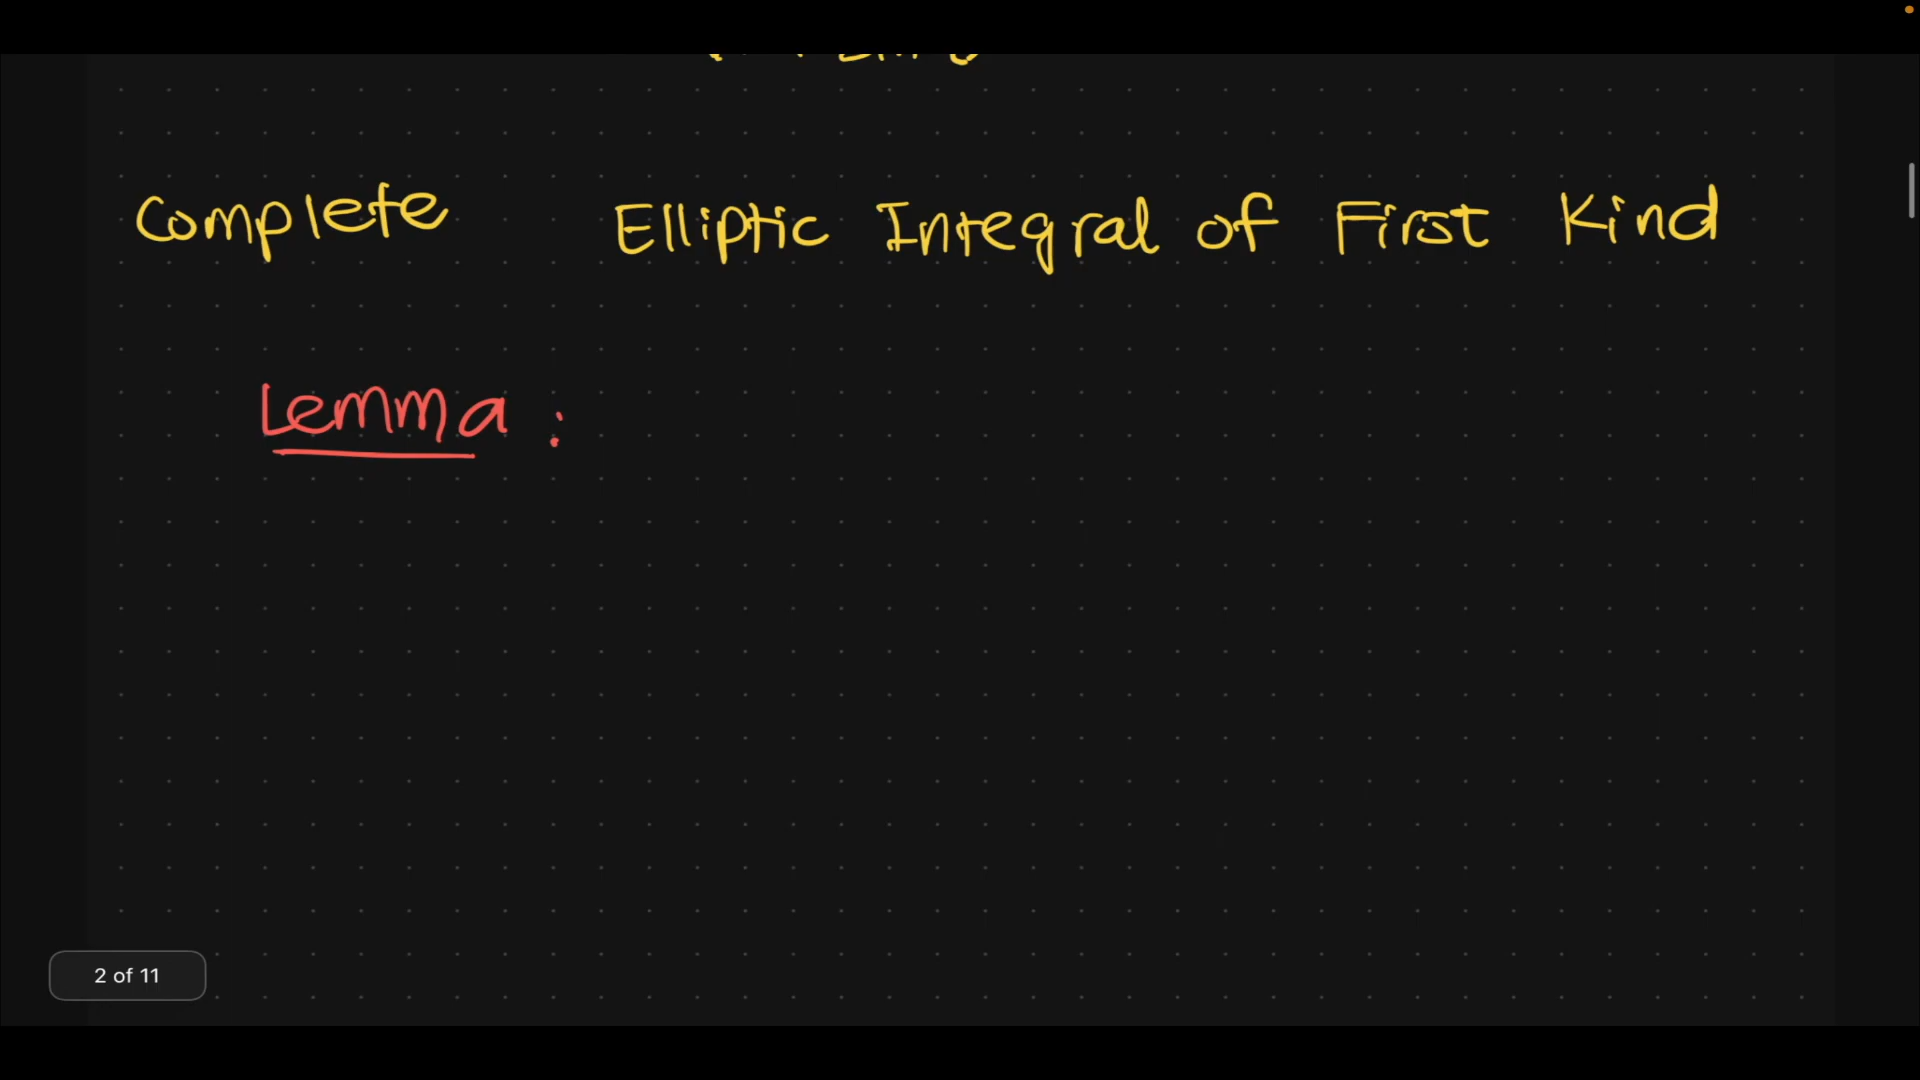 Complete Elliptic Integral of First Kind
Lemma :
2 of 11